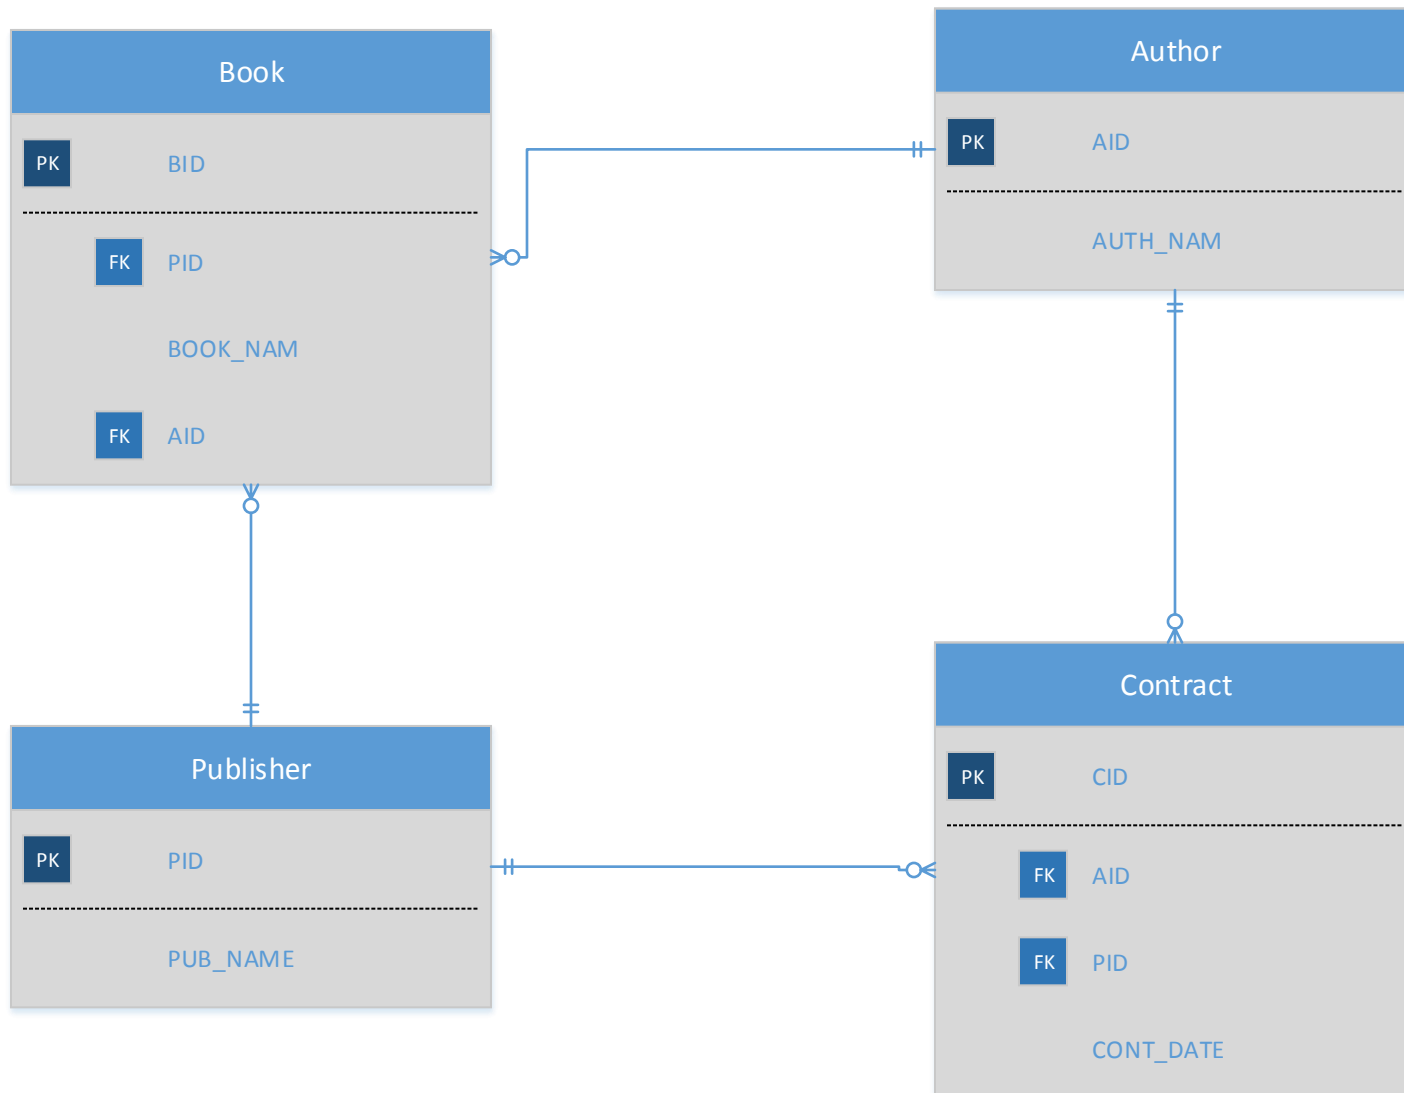 Book
PK BID
FK PID
BOOK_NAM
FK AID
Author
PK AID
AUTH_NAM
Publisher
PK PID
PUB_NAME
Contract
PK CID
FK AID
FK PID
CONT_DATE